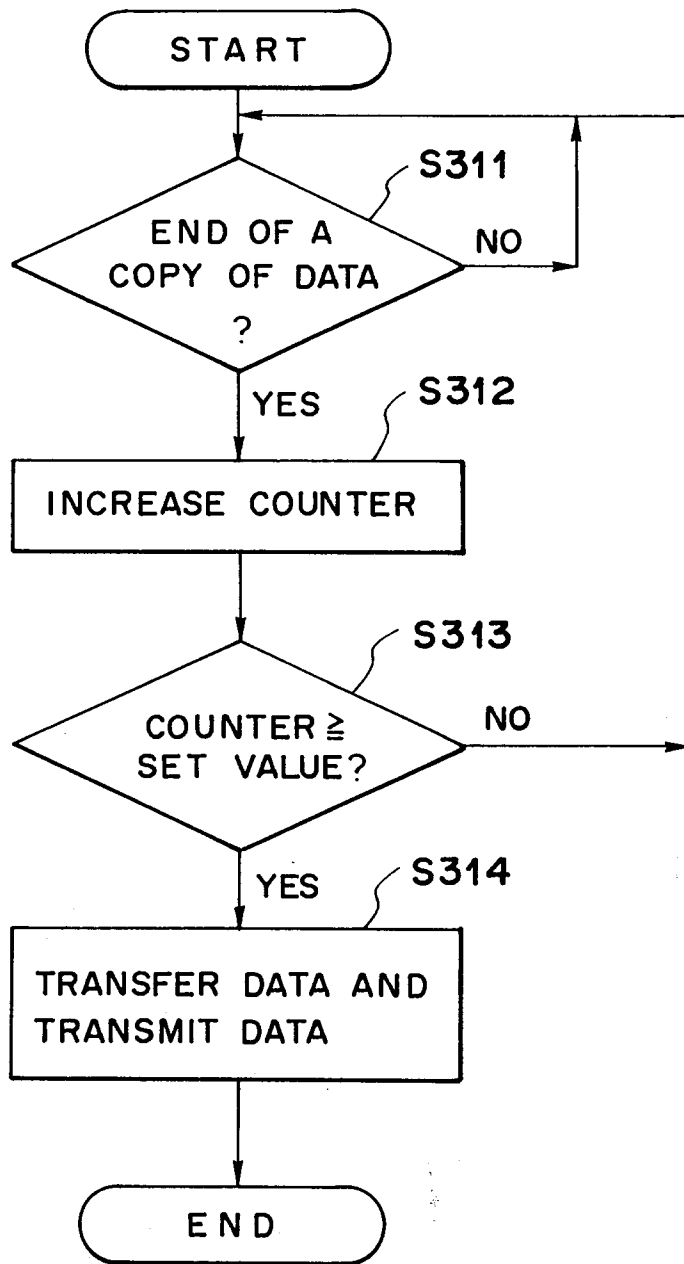 START
S311
END OF A
COPY OF DATA
?
NO
YES
S312
INCREASE COUNTER
S313
COUNTER ≧
SET VALUE?
NO
YES
S314
TRANSFER DATA AND
TRANSMIT DATA
END